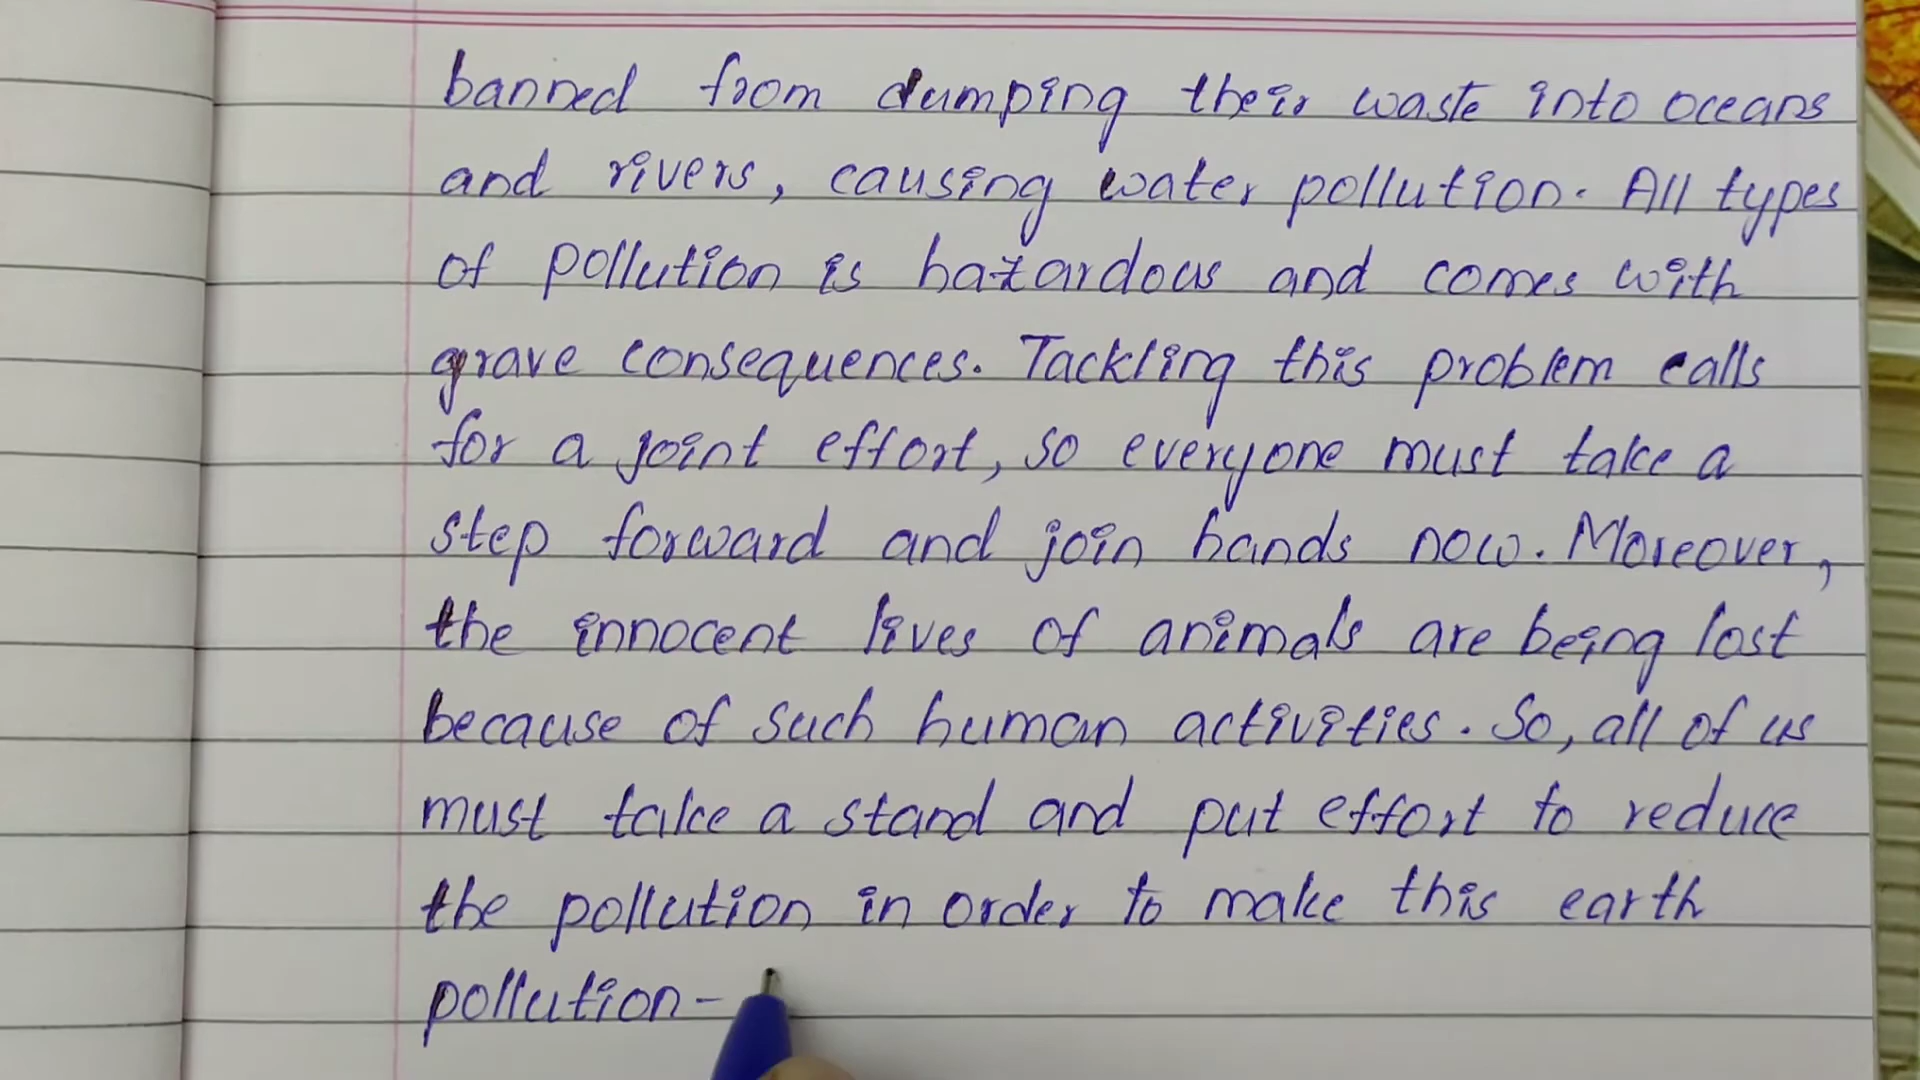 banned from dumping their waste into oceans
and rivers, causing water pollution. All types
of pollution is hazardous and comes with
grave consequences. Tackling this problem calls
for a joint effort, so everyone must take a
step forward and join hands now. Moreover,
the innocent lives of animals are being lost
because of such human activities. So, all of us
must take a stand and put effort to reduce
the pollution in order to make this earth
pollution-